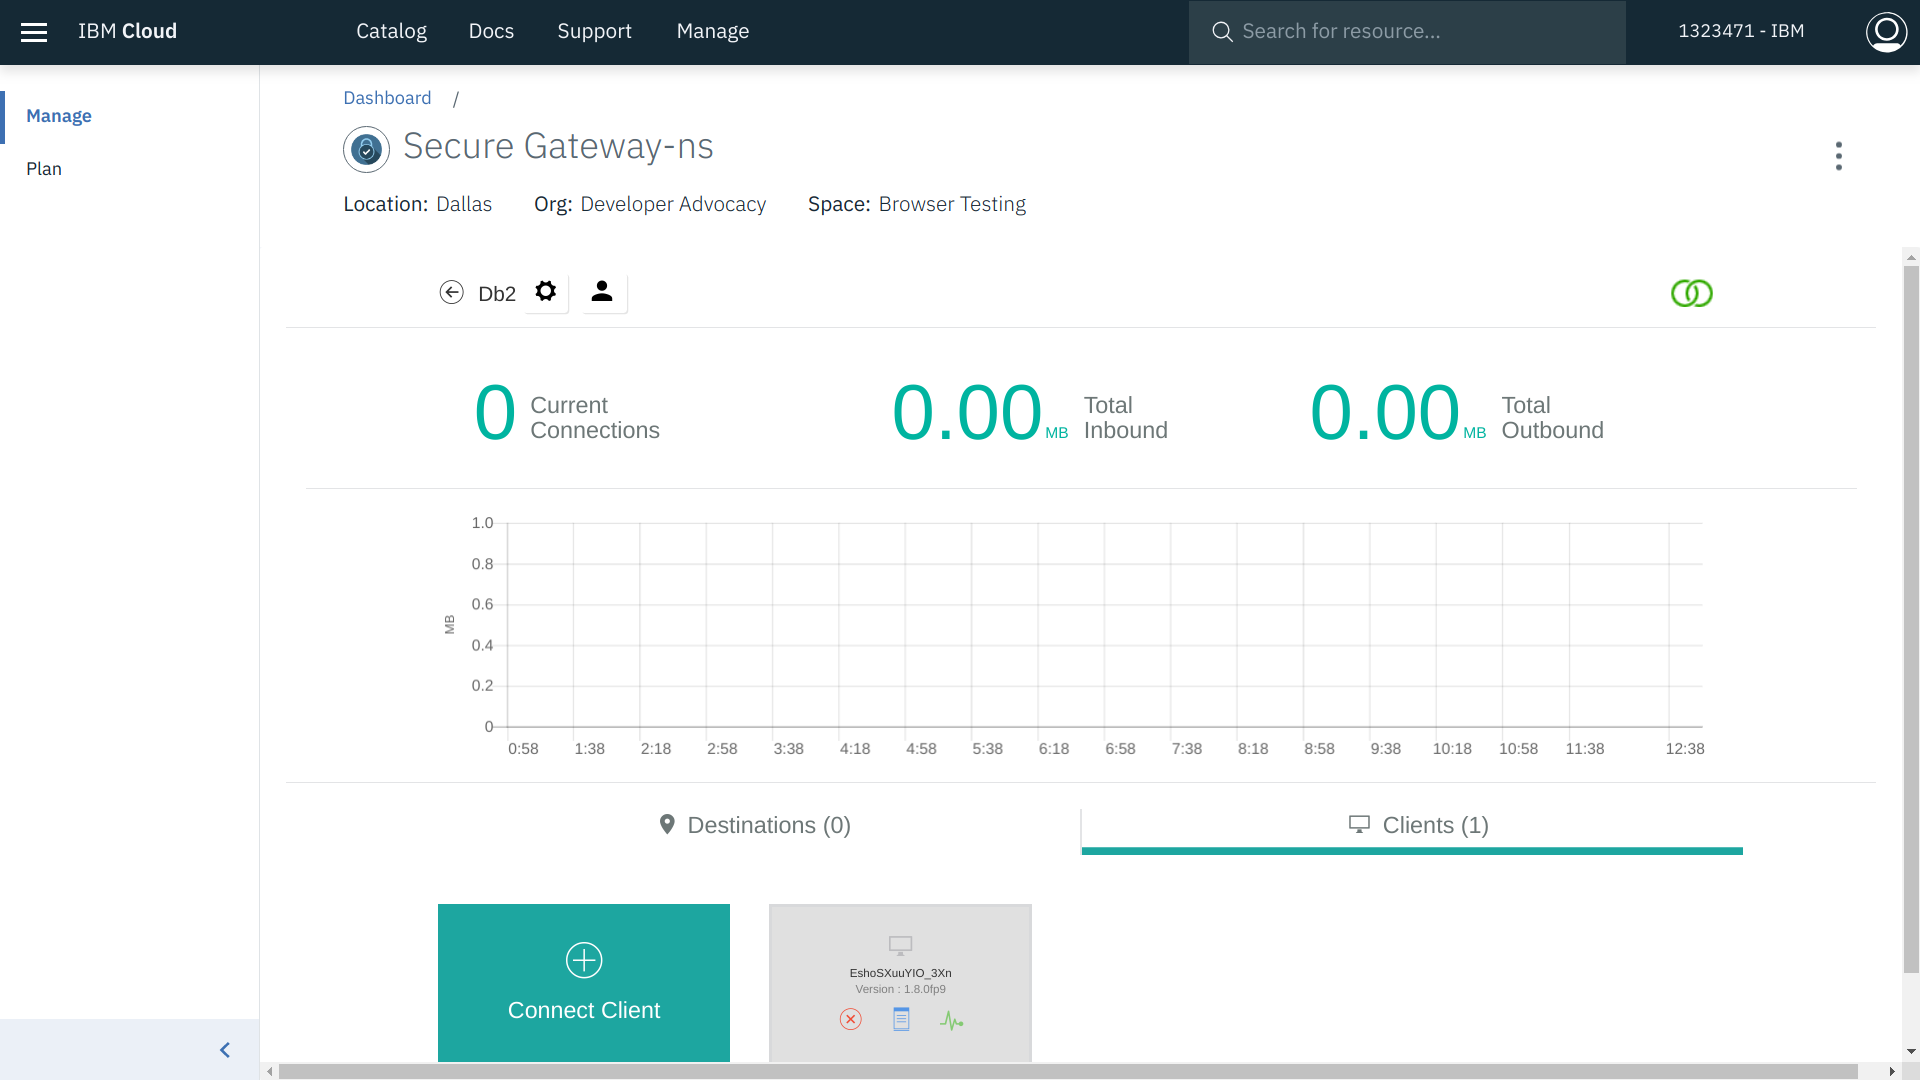 IBM Cloud
Catalog
Docs
Support
Manage
Search for resource...
1323471 - IBM
Manage
Plan
Dashboard /
Secure Gateway-ns
Location: Dallas
Org: Developer Advocacy
Space: Browser Testing
Db2
0 Current Connections
0.00 MB Total Inbound
0.00 MB Total Outbound
1.0
0.8
0.6
0.4
0.2
0
MB
0:58 1:38 2:18 2:58 3:38 4:18 4:58 5:38 6:18 6:58 7:38 8:18 8:58 9:38 10:18 10:58 11:38 12:38
Destinations (0)
Clients (1)
Connect Client
EshoSXuuYIO_3Xn
Version : 1.8.0fp9